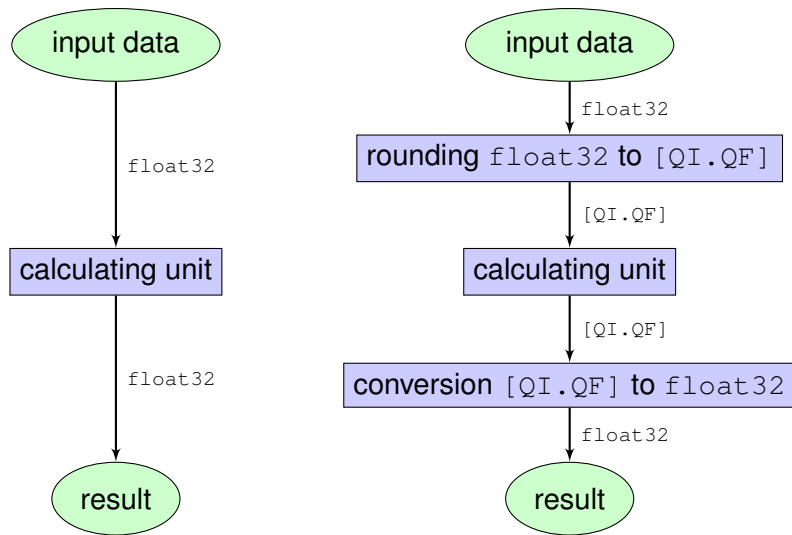 input data
float32
calculating unit
float32
result
input data
float32
rounding float32 to [QI.QF]
[QI.QF]
calculating unit
[QI.QF]
conversion [QI.QF] to float32
float32
result